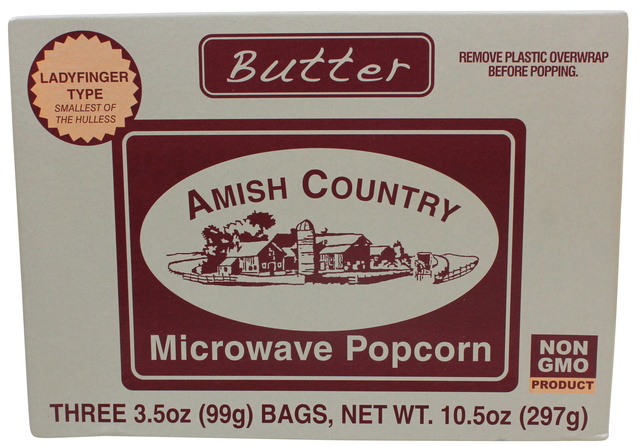 Butter
REMOVE PLASTIC OVERWRAP
BEFORE POPPING.
LADYFINGER
TYPE
SMALLEST OF
THE HULLESS
AMISH COUNTRY
Microwave Popcorn
NON
GMO
PRODUCT
THREE 3.5oz (99g) BAGS, NET WT. 10.5oz (297g)